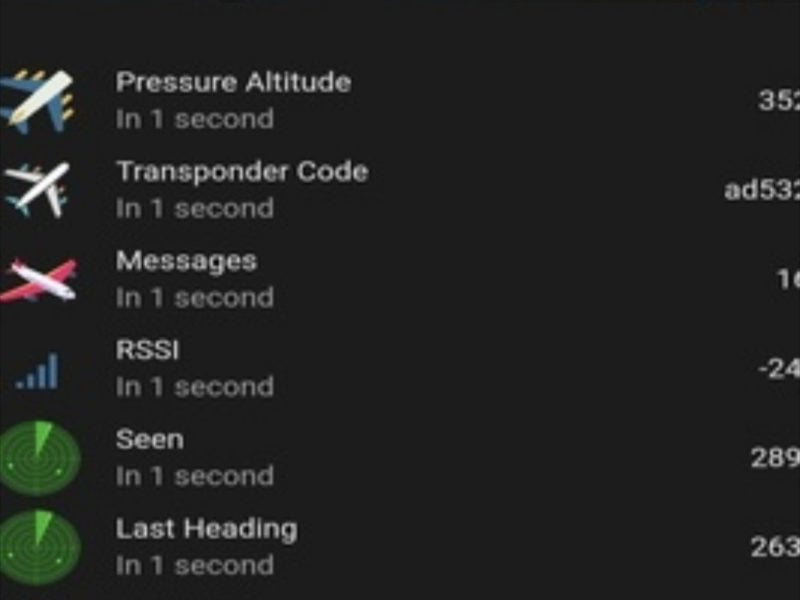 Pressure Altitude
In 1 second
352
Transponder Code
In 1 second
ad532
Messages
In 1 second
16
RSSI
In 1 second
-24
Seen
In 1 second
289
Last Heading
In 1 second
263